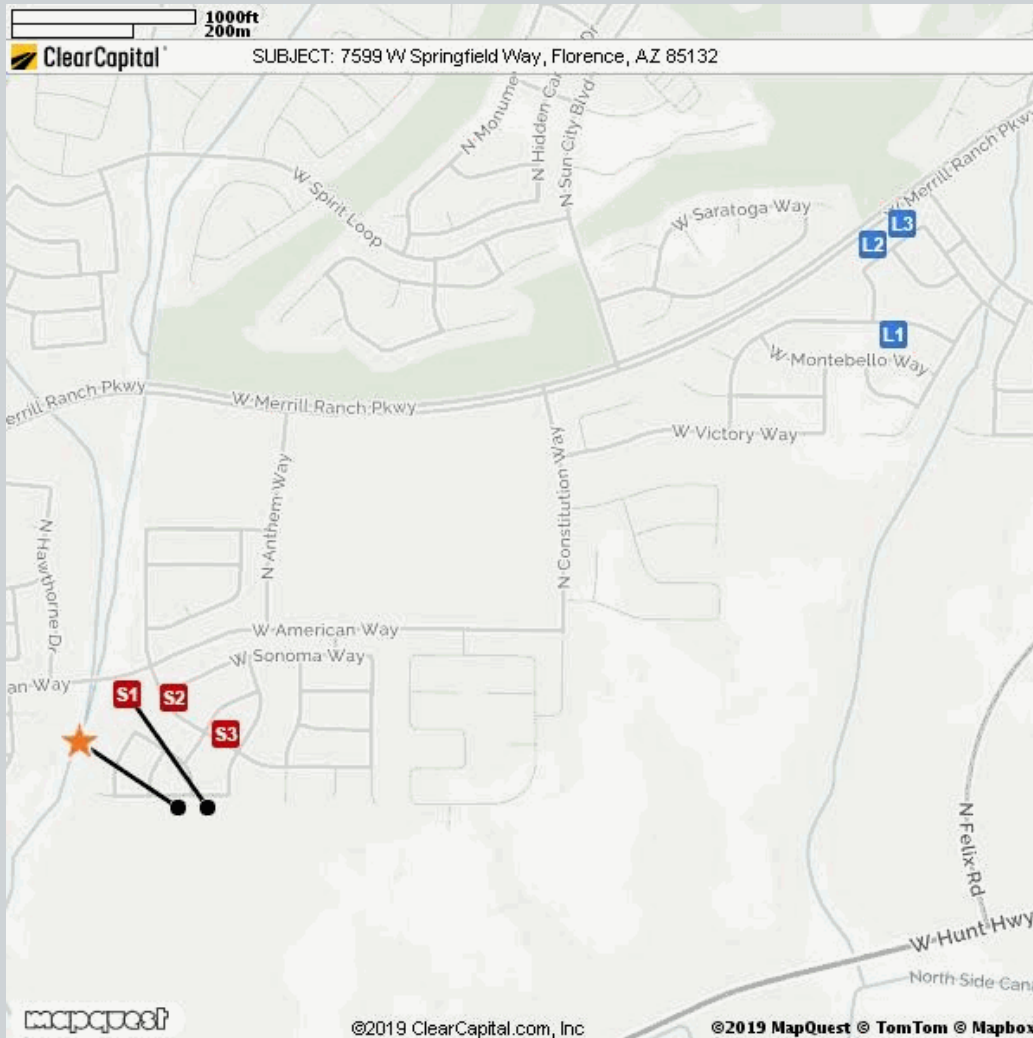 1000ft
200m
ClearCapital
SUBJECT: 7599 W Springfield Way, Florence, AZ 85132
N Monume
N Hidden Ca
N Sun City Blvd
Dr
W Merrill Ranch Pkwy
W Spirit Loop
W Saratoga Way
L3
L2
L1
W Montebello Way
errill Ranch Pkwy
W Merrill Ranch Pkwy
W Victory Way
N Anthem Way
N Constitution Way
N Hawthorne Dr
W American Way
W Sonoma Way
an Way
S1
S2
S3
N Felix Rd
W Hunt Hwy
North Side Cana
mapquest
©2019 ClearCapital.com, Inc
©2019 MapQuest © TomTom © Mapbox